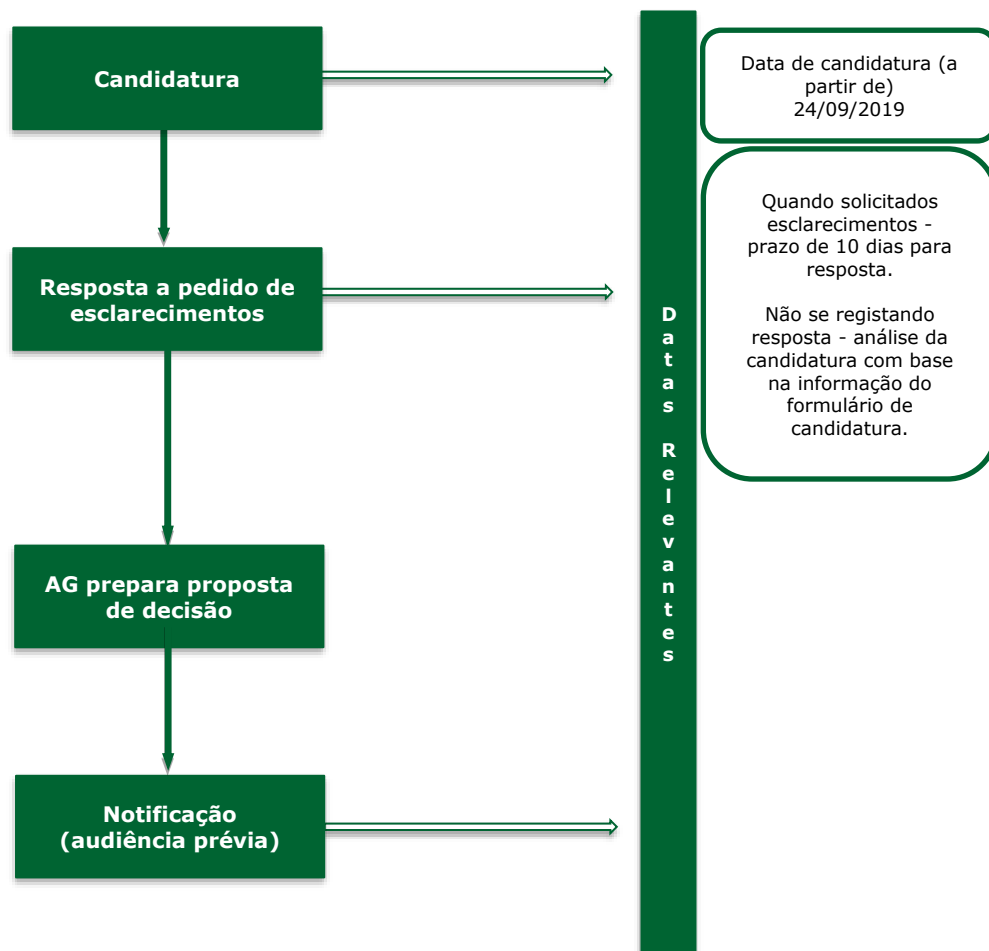 Candidatura
Data de candidatura (a
partir de)
24/09/2019
Resposta a pedido de
esclarecimentos
Quando solicitados
esclarecimentos -
prazo de 10 dias para
resposta.
Não se registando
resposta - análise da
candidatura com base
na informação do
formulário de
candidatura.
AG prepara proposta
de decisão
Notificação
(audiência prévia)
D
a
t
a
s
R
e
l
e
v
a
n
t
e
s